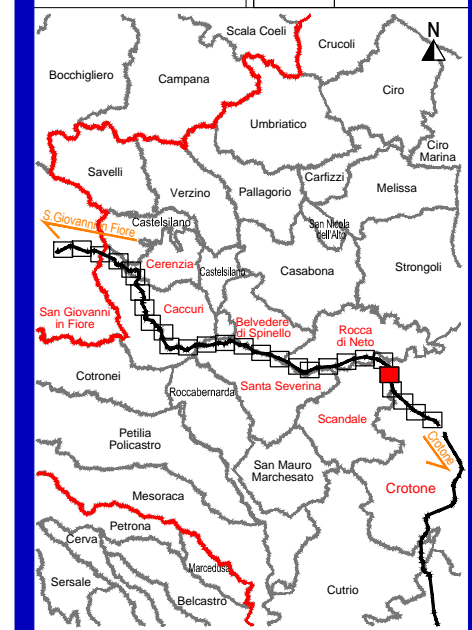 Scala Coeli
Crucoli
N
Bocchigliero
Campana
Ciro
Umbriatico
Ciro
Marina
Savelli
Carfizzi
Verzino
Pallagorio
Melissa
S.Giovanni in Fiore
Castelsilano
San Nicola
dell'Alto
Cerenzia
Castelsilano
Casabona
Strongoli
San Giovanni
in Fiore
Caccuri
Belvedere
di Spinello
Rocca
di Neto
Cotronei
Roccabernarda
Santa Severina
Scandale
Petilia
Policastro
Crotone
San Mauro
Marchesato
Mesoraca
Crotone
Petrona
Cerva
Marcedusa
Sersale
Belcastro
Cutrio